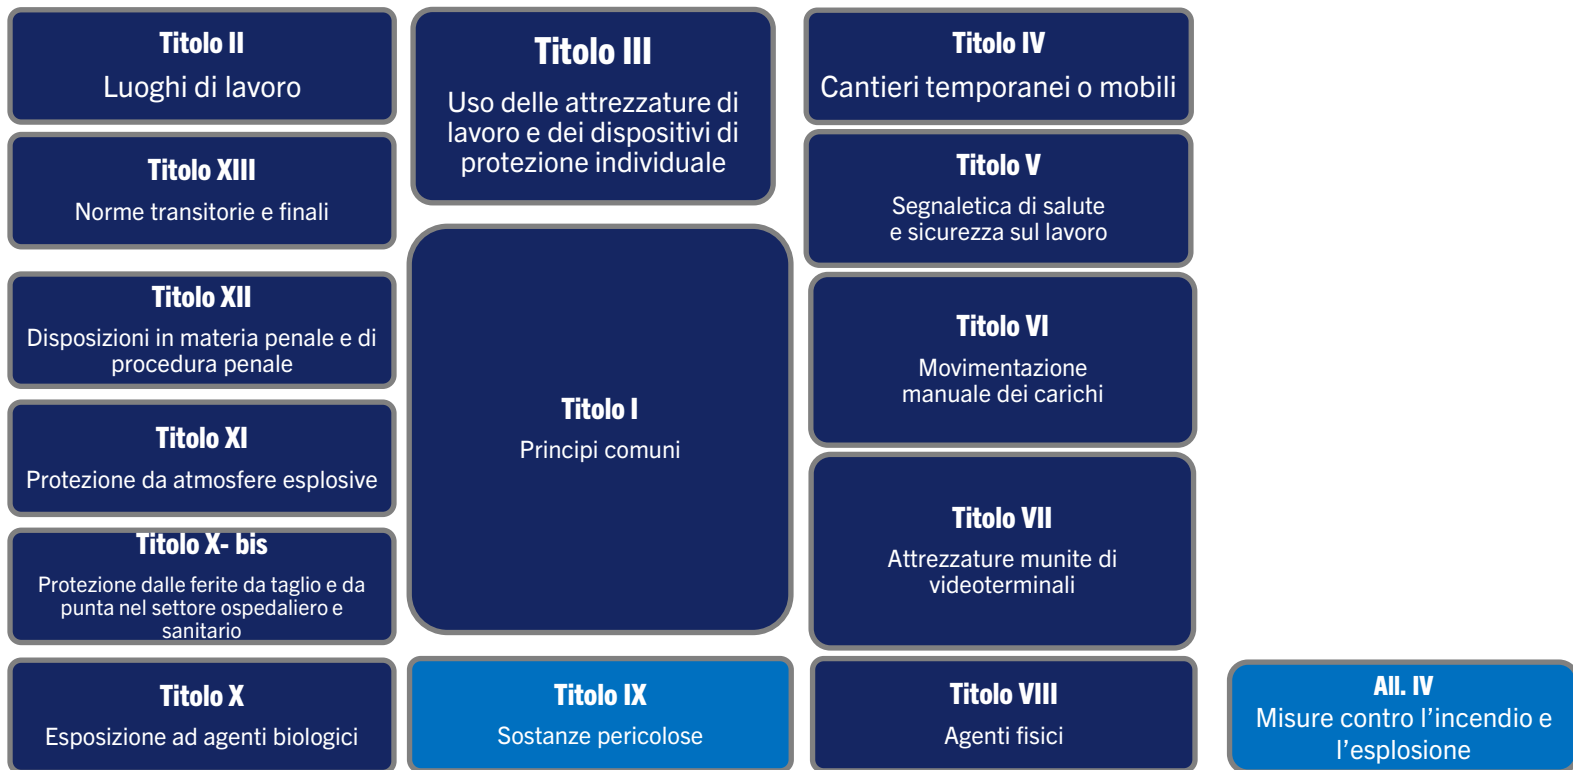 Titolo II
Luoghi di lavoro
Titolo III
Uso delle attrezzature di
lavoro e dei dispositivi di
protezione individuale
Titolo IV
Cantieri temporanei o mobili
Titolo XIII
Norme transitorie e finali
Titolo V
Segnaletica di salute
e sicurezza sul lavoro
Titolo XII
Disposizioni in materia penale e di
procedura penale
Titolo I
Principi comuni
Titolo VI
Movimentazione
manuale dei carichi
Titolo XI
Protezione da atmosfere esplosive
Titolo X- bis
Protezione dalle ferite da taglio e da
punta nel settore ospedaliero e
sanitario
Titolo VII
Attrezzature munite di
videoterminali
Titolo X
Esposizione ad agenti biologici
Titolo IX
Sostanze pericolose
Titolo VIII
Agenti fisici
All. IV
Misure contro l’incendio e
l’esplosione